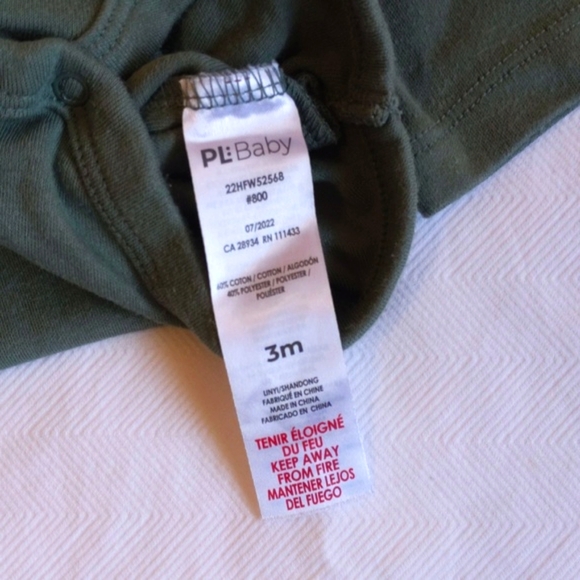 PL:Baby
22HFW52568
#800
07/2022
CA 28934 RN 111433
60% COTON / COTTON / ALGODÓN
40% POLYESTER / POLYESTER /
POLIÉSTER
3m
LINYI/SHANDONG
FABRIQUÉ EN CHINE
MADE IN CHINA
FABRICADO EN CHINA
TENIR ÉLOIGNÉ
DU FEU
KEEP AWAY
FROM FIRE
MANTENER LEJOS
DEL FUEGO